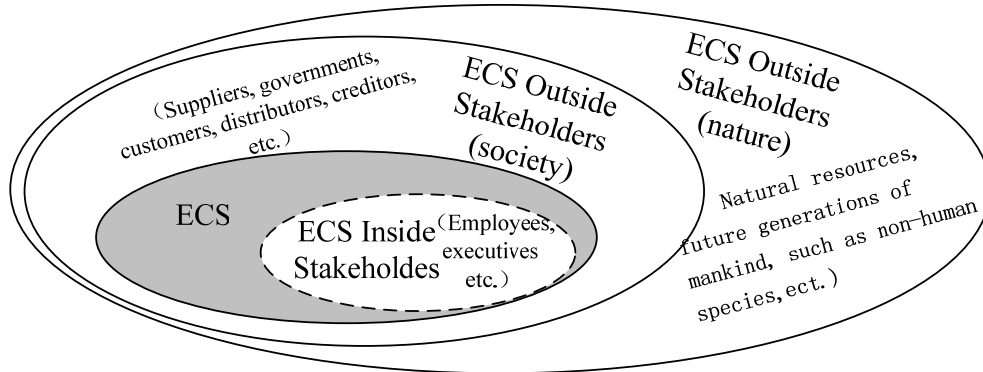 （Suppliers, governments,
customers, distributors, creditors,
etc.）
ECS Outside
Stakeholders
(society)
ECS Outside
Stakeholders
(nature)
Natural resources,
future generations of
mankind, such as non-human
species,ect.)
ECS
ECS Inside
Stakeholdes
（Employees,
executives
etc.）